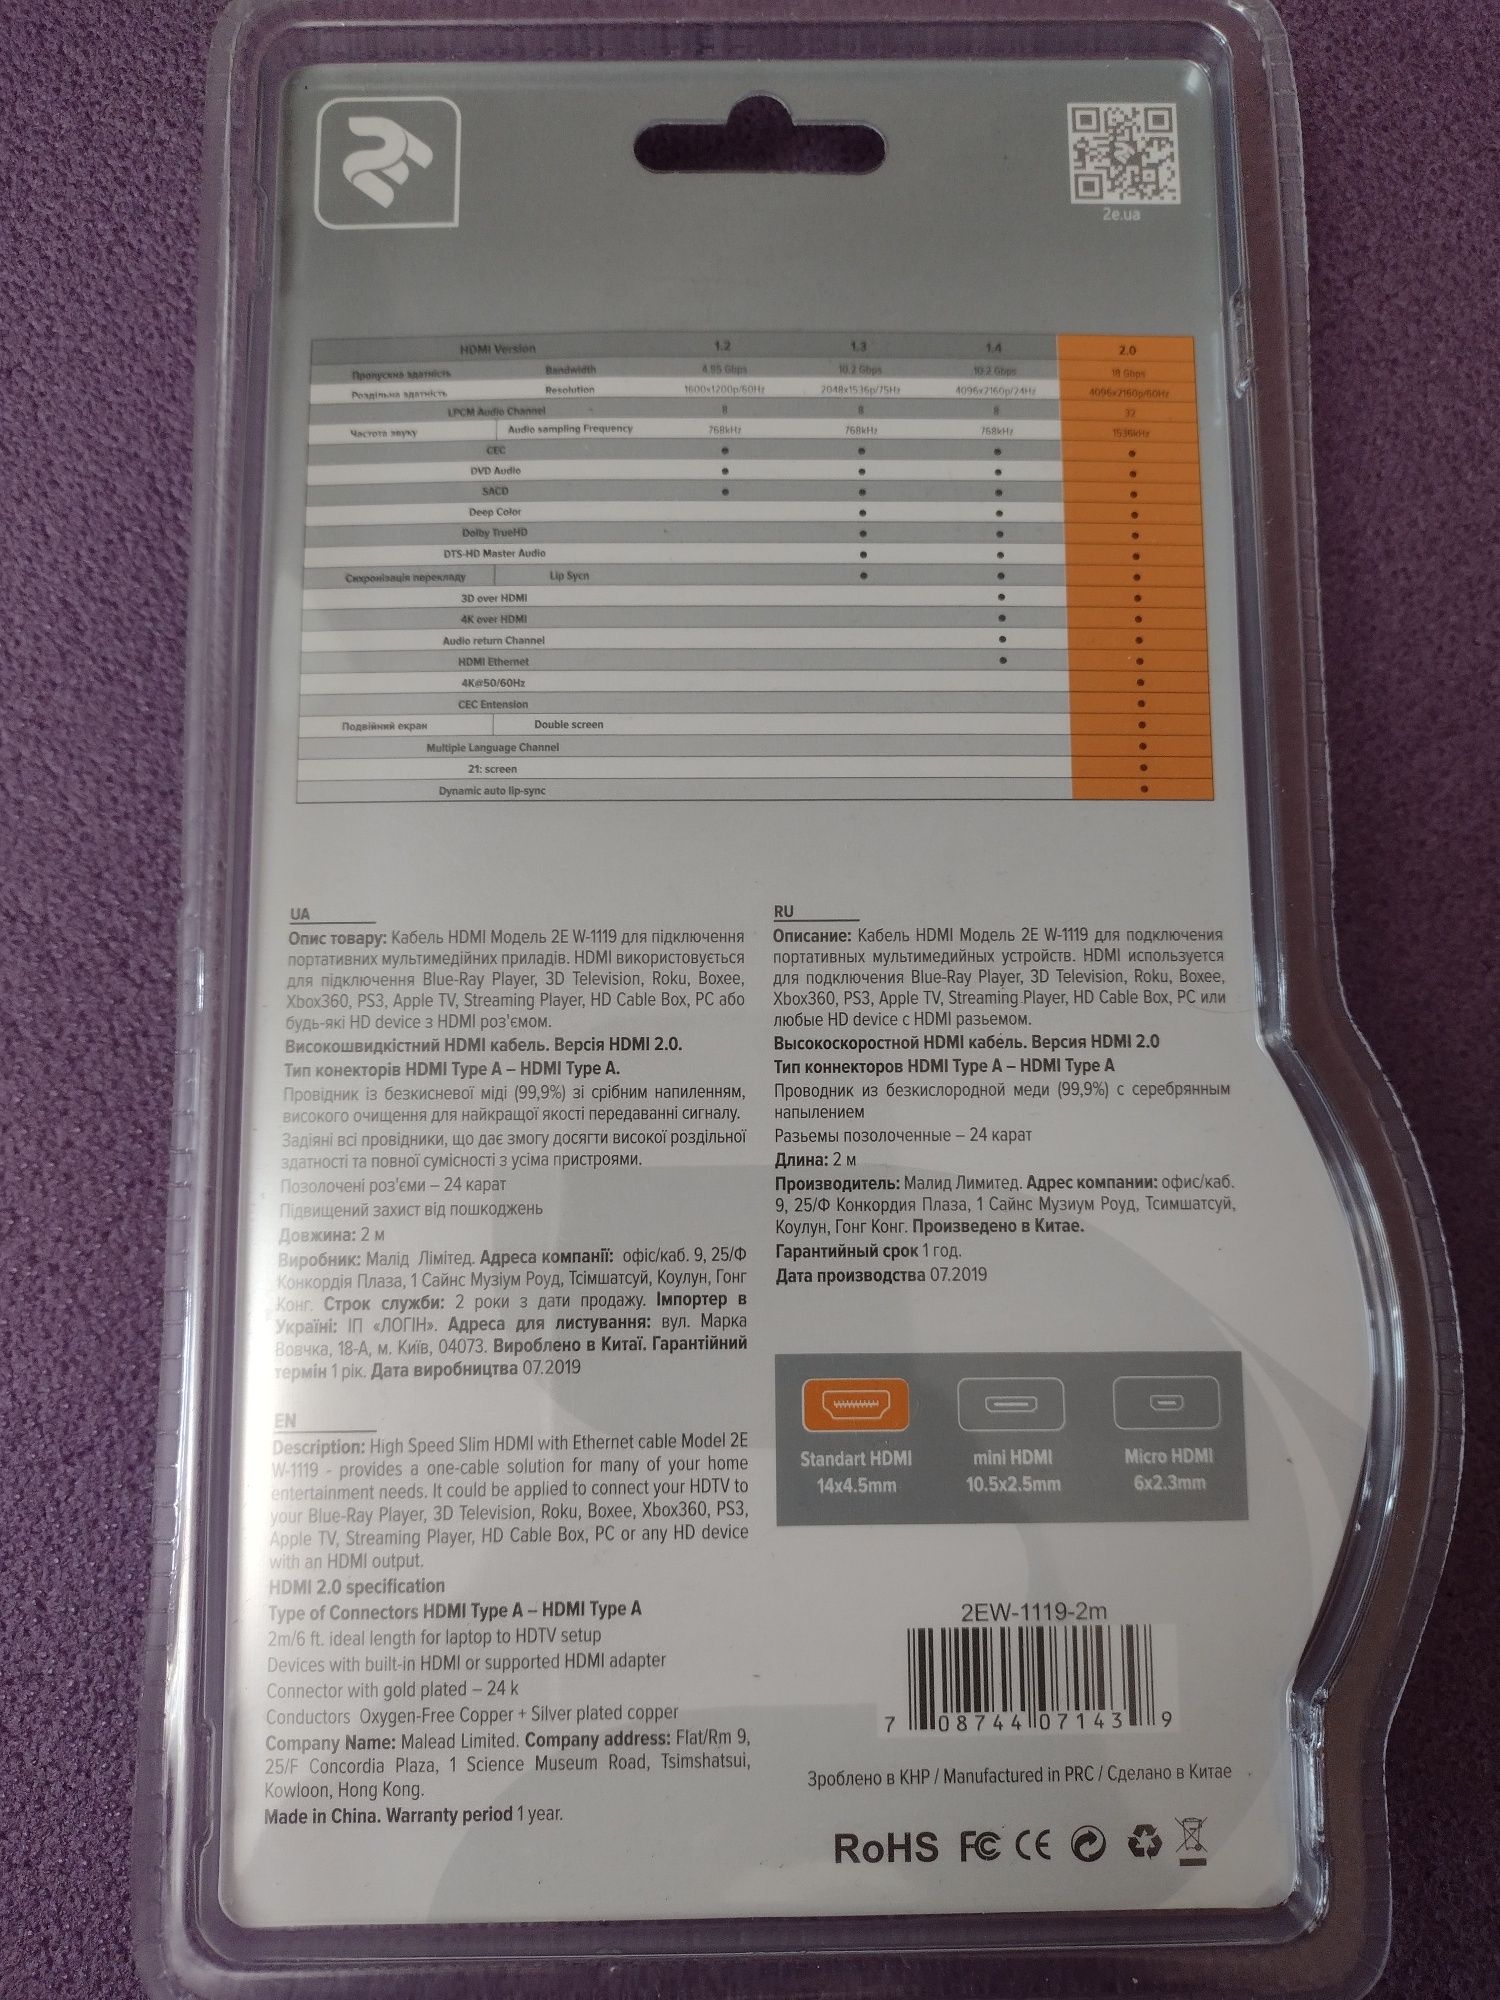 2e.ua
HDMI Version 1.2 1.3 1.4 2.0
Пропускна здатність Bandwidth 4.95 Gbps 10.2 Gbps 10.2 Gbps 18 Gbps
Роздільна здатність Resolution 1600x1200p/60Hz 2048x1536p/75Hz 4096x2160p/24Hz 4096x2160p/60Hz
LPCM Audio Channel 8 8 8 32
Частота звуку Audio sampling Frequency 768kHz 768kHz 768kHz 1536kHz
CEC • • • •
DVD Audio • • • •
SACD • • • •
Deep Color • • •
Dolby TrueHD • • •
DTS-HD Master Audio • • •
Сихронізація перекладу Lip Sycn • • •
3D over HDMI • •
4K over HDMI • •
Audio return Channel • •
HDMI Ethernet • •
4K@50/60Hz •
CEC Entension •
Подвійний екран Double screen •
Multiple Language Channel •
21: screen •
Dynamic auto lip-sync •
UA
Опис товару: Кабель HDMI Модель 2E W-1119 для підключення
портативних мультимедійних приладів. HDMI використовується
для підключення Blue-Ray Player, 3D Television, Roku, Boxee,
Xbox360, PS3, Apple TV, Streaming Player, HD Cable Box, PC або
будь-які HD device з HDMI роз'ємом.
Високошвидкістний HDMI кабель. Версія HDMI 2.0.
Тип конекторів HDMI Type A – HDMI Type A.
Провідник із безкисневої міді (99,9%) зі срібним напиленням,
високого очищення для найкращої якості передаванні сигналу.
Задіяні всі провідники, що дає змогу досягти високої роздільної
здатності та повної сумісності з усіма пристроями.
Позолочені роз'єми – 24 карат
Підвищений захист від пошкоджень
Довжина: 2 м
Виробник: Малід Лімітед. Адреса компанії: офіс/каб. 9, 25/Ф
Конкордія Плаза, 1 Сайнс Музіум Роуд, Тсімшатсуй, Коулун, Гонг
Конг. Строк служби: 2 роки з дати продажу. Імпортер в
Україні: ІП «ЛОГІН». Адреса для листування: вул. Марка
Вовчка, 18-А, м. Київ, 04073. Вироблено в Китаї. Гарантійний
термін 1 рік. Дата виробництва 07.2019
RU
Описание: Кабель HDMI Модель 2E W-1119 для подключения
портативных мультимедийных устройств. HDMI используется
для подключения Blue-Ray Player, 3D Television, Roku, Boxee,
Xbox360, PS3, Apple TV, Streaming Player, HD Cable Box, PC или
любые HD device с HDMI разьемом.
Высокоскоростной HDMI кабель. Версия HDMI 2.0
Тип коннекторов HDMI Type A – HDMI Type A
Проводник из безкислородной меди (99,9%) с серебрянным
напылением
Разьемы позолоченные – 24 карат
Длина: 2 м
Производитель: Малид Лимитед. Адрес компании: офис/каб.
9, 25/Ф Конкордия Плаза, 1 Сайнс Музиум Роуд, Тсимшатсуй,
Коулун, Гонг Конг. Произведено в Китае.
Гарантийный срок 1 год.
Дата производства 07.2019
EN
Description: High Speed Slim HDMI with Ethernet cable Model 2E
W-1119 - provides a one-cable solution for many of your home
entertainment needs. It could be applied to connect your HDTV to
your Blue-Ray Player, 3D Television, Roku, Boxee, Xbox360, PS3,
Apple TV, Streaming Player, HD Cable Box, PC or any HD device
with an HDMI output.
HDMI 2.0 specification
Type of Connectors HDMI Type A – HDMI Type A
2m/6 ft. ideal length for laptop to HDTV setup
Devices with built-in HDMI or supported HDMI adapter
Connector with gold plated – 24 k
Conductors Oxygen-Free Copper + Silver plated copper
Company Name: Malead Limited. Company address: Flat/Rm 9,
25/F Concordia Plaza, 1 Science Museum Road, Tsimshatsui,
Kowloon, Hong Kong.
Made in China. Warranty period 1 year.
Standart HDMI mini HDMI Micro HDMI
14x4.5mm 10.5x2.5mm 6x2.3mm
2EW-1119-2m
7 08744 07143 9
Зроблено в КНР / Manufactured in PRC / Сделано в Китае
RoHS FC CE